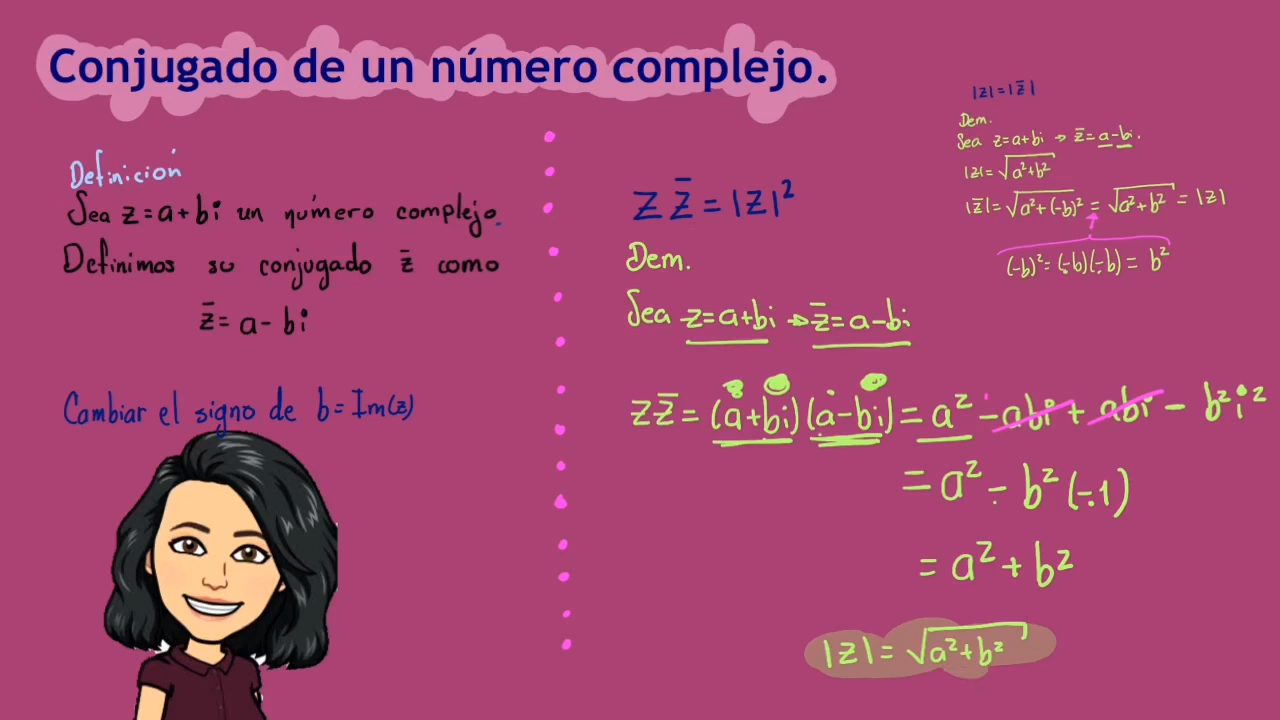 Conjugado de un número complejo.
Definición
Sea z=a+bi un número complejo.
Definimos su conjugado z̄ como
z̄= a-bi
Cambiar el signo de b=Im(z)
z z̄ = |z|²
Dem.
Sea z=a+bi → z̄=a-bi
z z̄ = (a+bi)(a-bi) = a² -abi + abi - b²i²
= a² - b²(-1)
= a² + b²
|z| = √(a²+b²)
|z|=|z̄|
Dem.
Sea z=a+bi → z̄=a-bi.
|z|=√(a²+b²)
|z̄|=√(a²+(-b)²) = √(a²+b²) = |z|
(-b)²=(-b)(-b)= b²